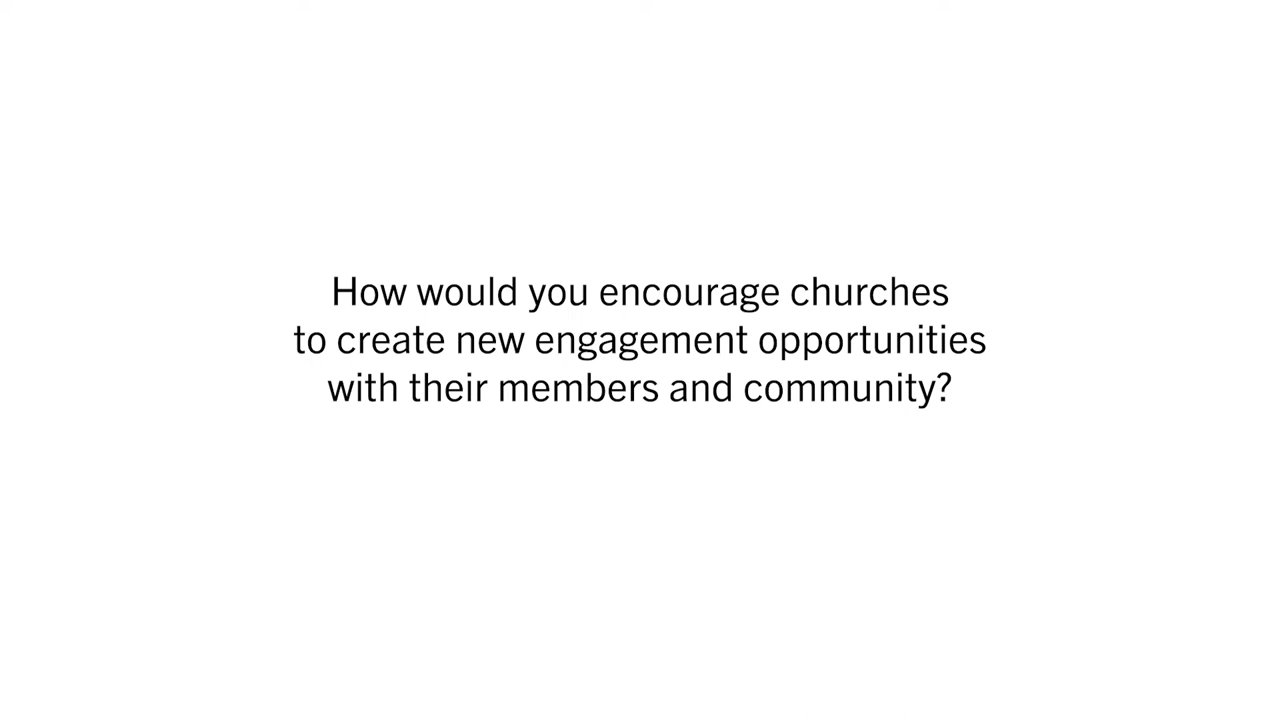 How would you encourage churches
to create new engagement opportunities
with their members and community?